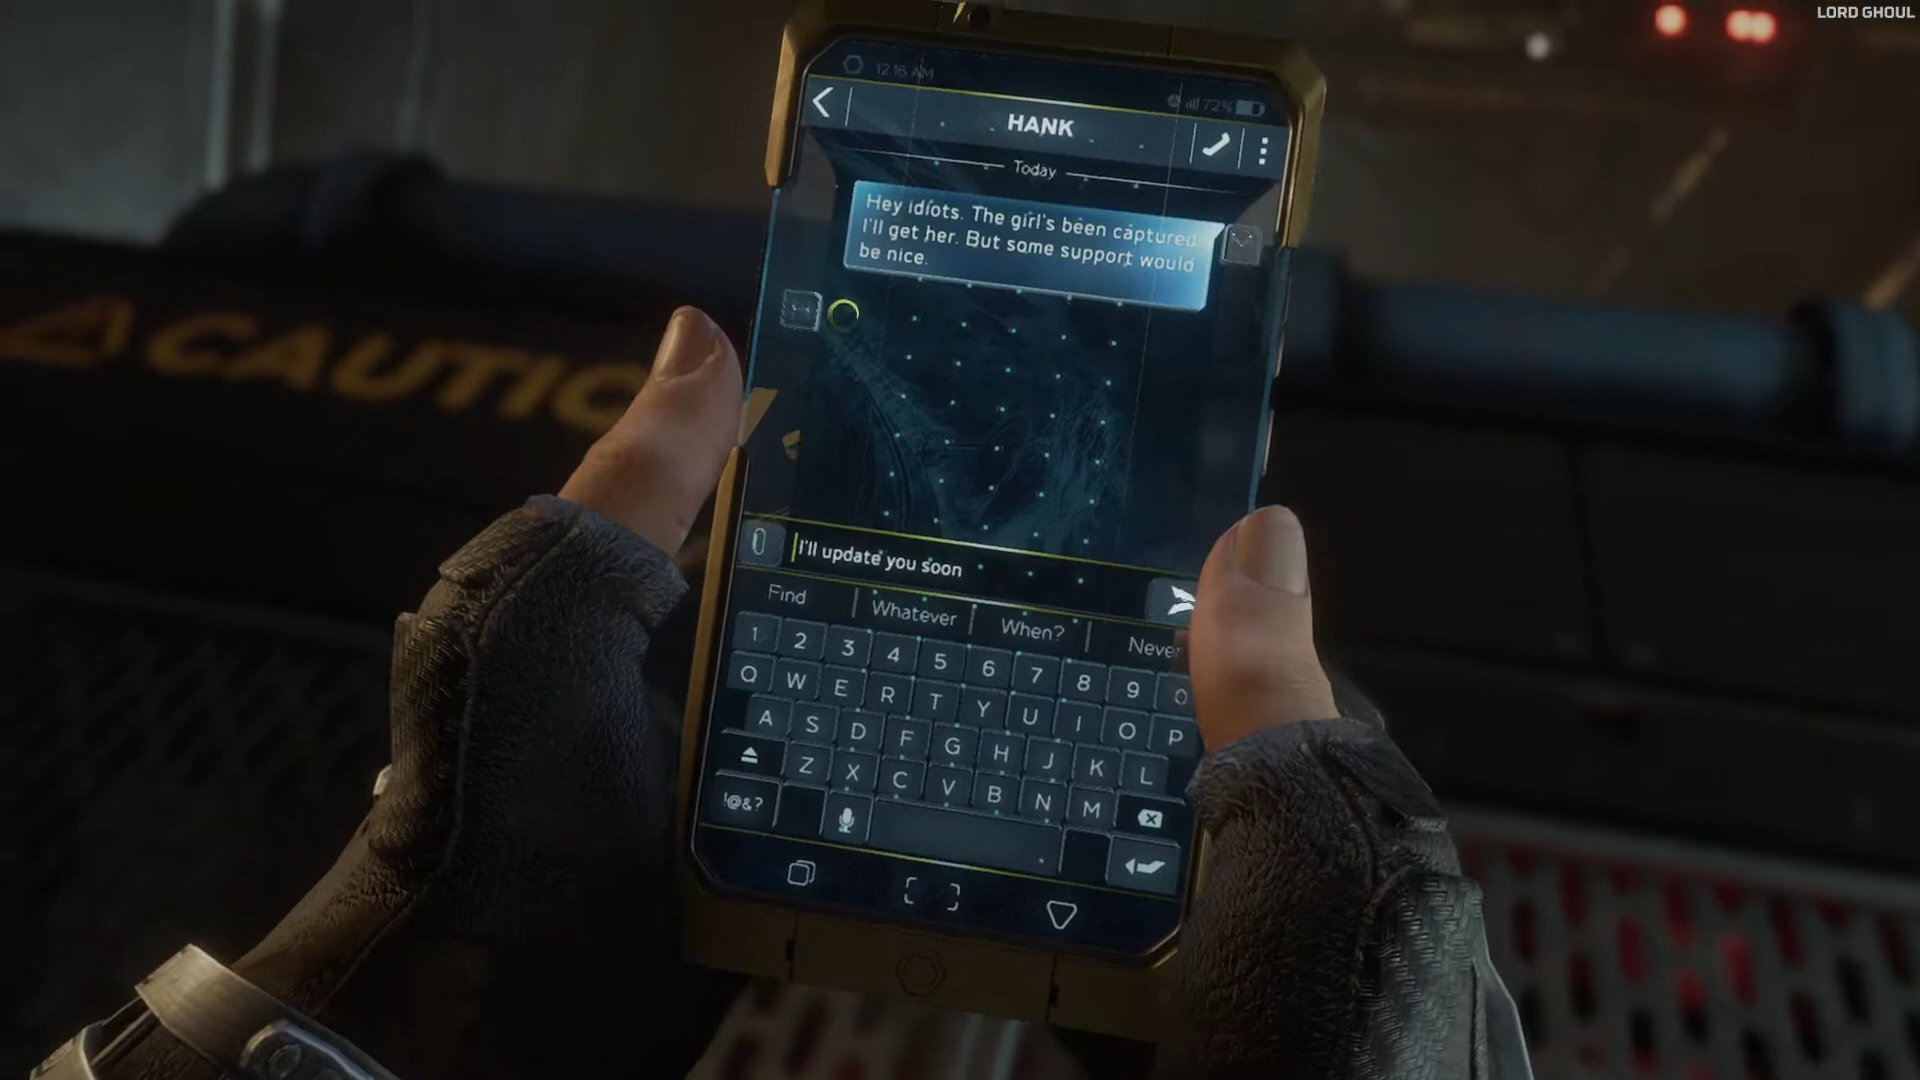 LORD GHOUL
12:16 AM
72%
HANK
Today
Hey idiots. The girl's been captured
I'll get her. But some support would
be nice.
CAUTIO
I'll update you soon
Find Whatever When? Never
1 2 3 4 5 6 7 8 9 0
Q W E R T Y U I O P
A S D F G H J K L
Z X C V B N M
!@&?